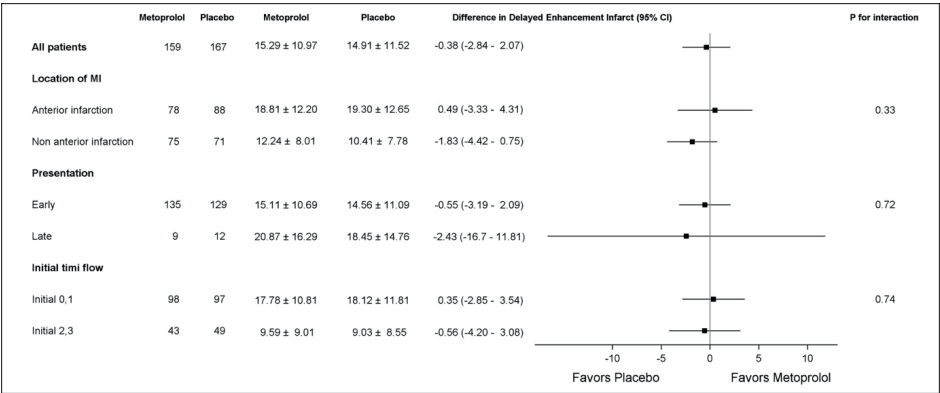 Metoprolol Placebo Metoprolol Placebo Difference in Delayed Enhancement Infarct (95% CI) P for interaction
All patients 159 167 15.29 ± 10.97 14.91 ± 11.52 -0.38 (-2.84 - 2.07)
Location of MI
Anterior infarction 78 88 18.81 ± 12.20 19.30 ± 12.65 0.49 (-3.33 - 4.31) 0.33
Non anterior infarction 75 71 12.24 ± 8.01 10.41 ± 7.78 -1.83 (-4.42 - 0.75)
Presentation
Early 135 129 15.11 ± 10.69 14.56 ± 11.09 -0.55 (-3.19 - 2.09) 0.72
Late 9 12 20.87 ± 16.29 18.45 ± 14.76 -2.43 (-16.7 - 11.81)
Initial timi flow
Initial 0,1 98 97 17.78 ± 10.81 18.12 ± 11.81 0.35 (-2.85 - 3.54) 0.74
Initial 2,3 43 49 9.59 ± 9.01 9.03 ± 8.55 -0.56 (-4.20 - 3.08)
-10 -5 0 5 10
Favors Placebo Favors Metoprolol